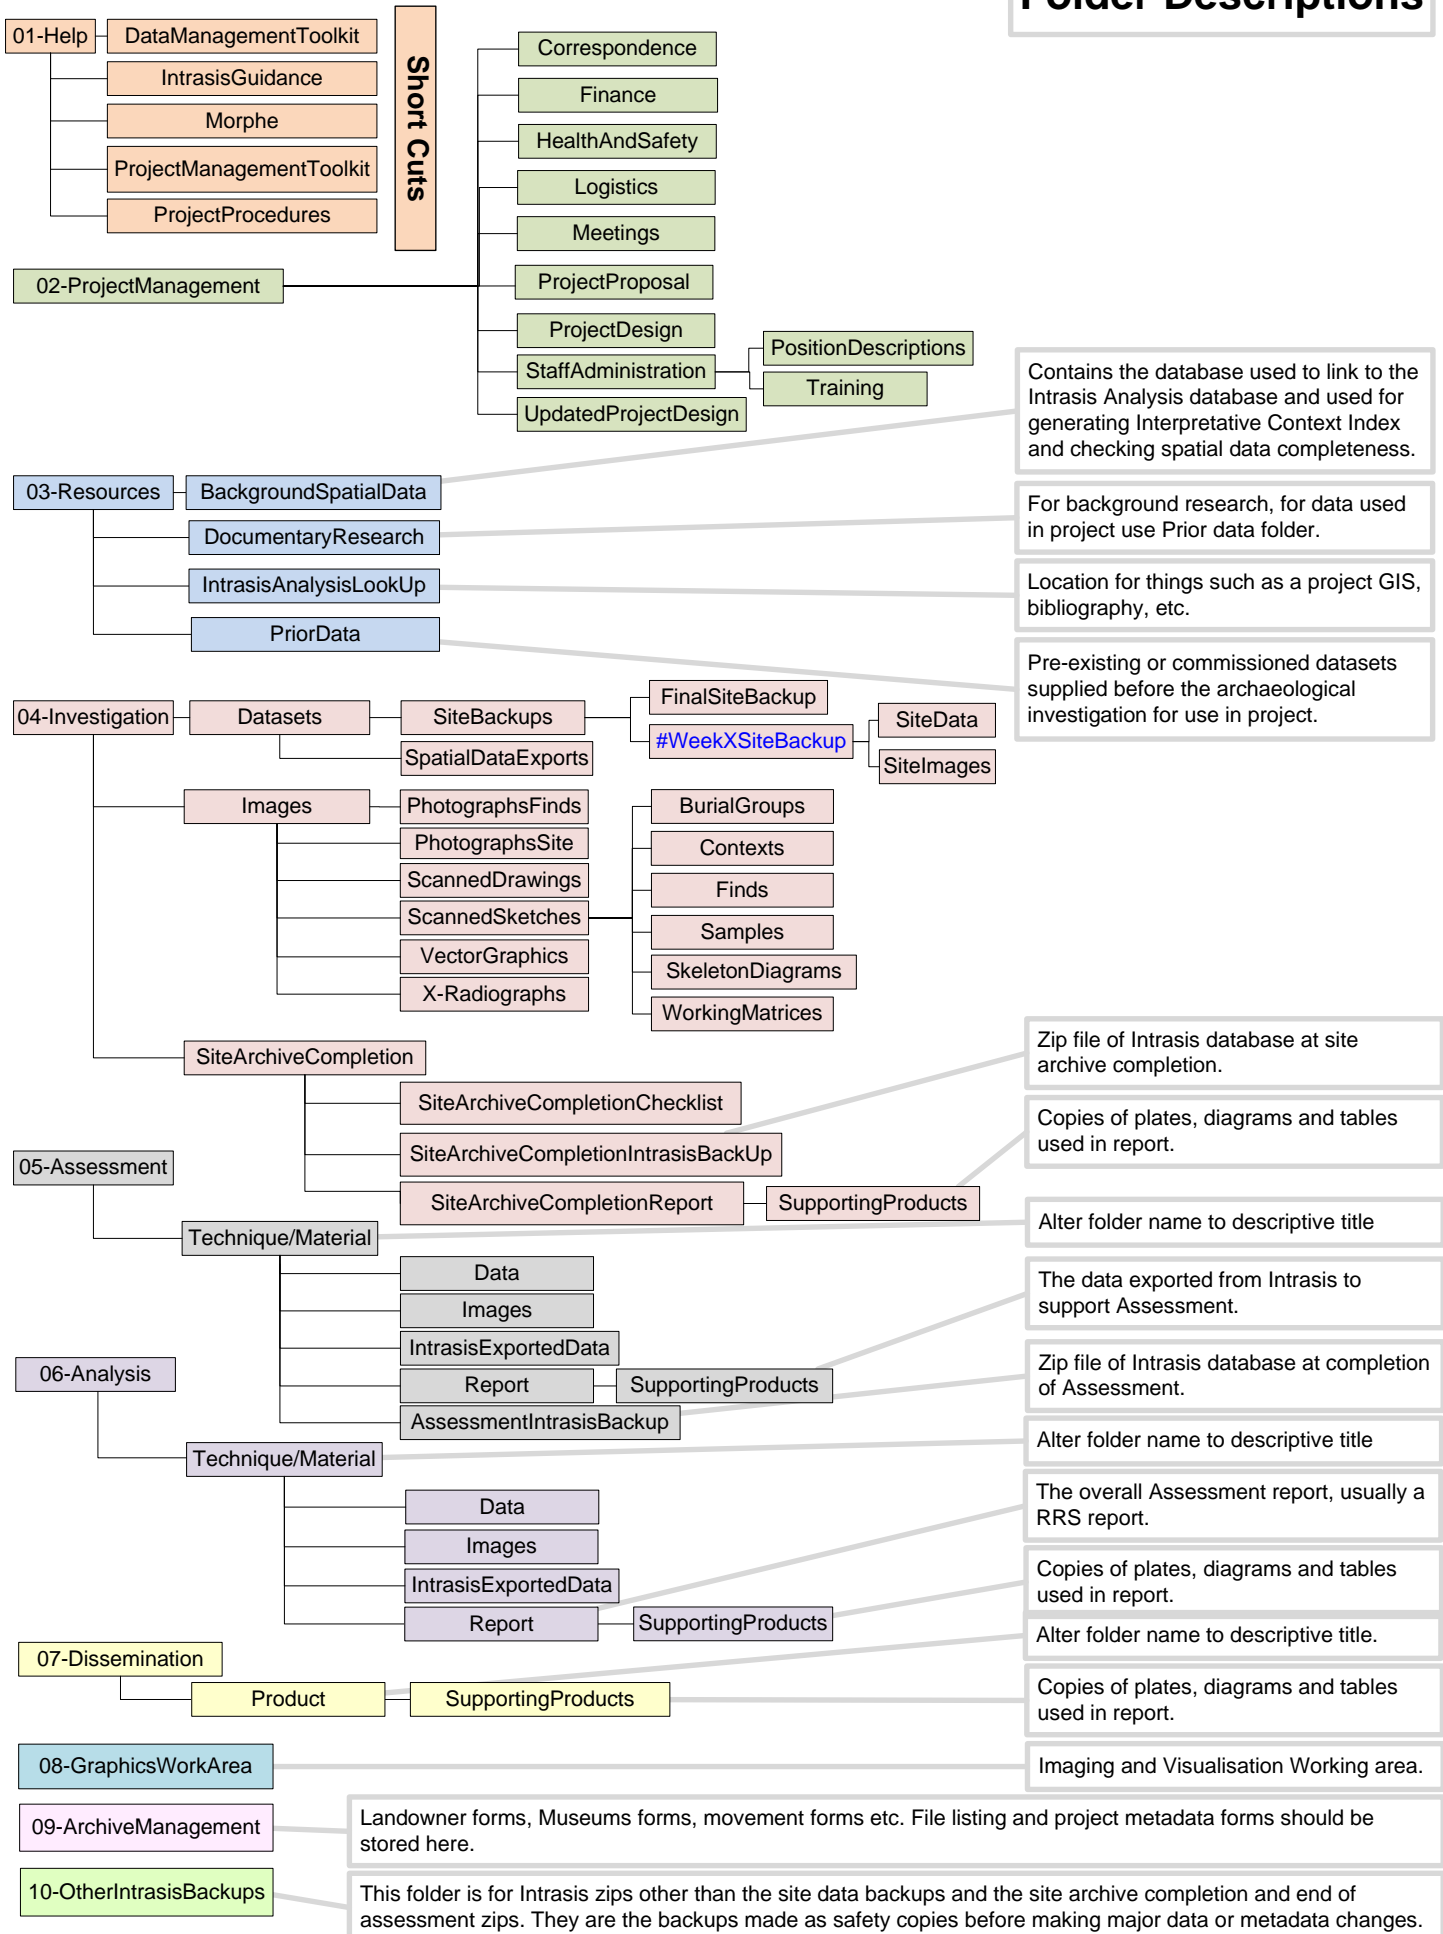 Folder Descriptions
01-Help
DataManagementToolkit
IntrasisGuidance
Morphe
ProjectManagementToolkit
ProjectProcedures
Short Cuts
02-ProjectManagement
Correspondence
Finance
HealthAndSafety
Logistics
Meetings
ProjectProposal
ProjectDesign
StaffAdministration
PositionDescriptions
Training
UpdatedProjectDesign
03-Resources
BackgroundSpatialData
DocumentaryResearch
IntrasisAnalysisLookUp
PriorData
Contains the database used to link to the
Intrasis Analysis database and used for
generating Interpretative Context Index
and checking spatial data completeness.
For background research, for data used
in project use Prior data folder.
Location for things such as a project GIS,
bibliography, etc.
Pre-existing or commissioned datasets
supplied before the archaeological
investigation for use in project.
04-Investigation
Datasets
SiteBackups
FinalSiteBackup
#WeekXSiteBackup
SiteData
SiteImages
SpatialDataExports
Images
PhotographsFinds
PhotographsSite
ScannedDrawings
ScannedSketches
VectorGraphics
X-Radiographs
BurialGroups
Contexts
Finds
Samples
SkeletonDiagrams
WorkingMatrices
SiteArchiveCompletion
SiteArchiveCompletionChecklist
SiteArchiveCompletionIntrasisBackUp
SiteArchiveCompletionReport
SupportingProducts
Zip file of Intrasis database at site
archive completion.
Copies of plates, diagrams and tables
used in report.
05-Assessment
Technique/Material
Data
Images
IntrasisExportedData
Report
SupportingProducts
AssessmentIntrasisBackup
Alter folder name to descriptive title
The data exported from Intrasis to
support Assessment.
Zip file of Intrasis database at completion
of Assessment.
06-Analysis
Technique/Material
Data
Images
IntrasisExportedData
Report
SupportingProducts
Alter folder name to descriptive title
The overall Assessment report, usually a
RRS report.
Copies of plates, diagrams and tables
used in report.
07-Dissemination
Product
SupportingProducts
Alter folder name to descriptive title.
Copies of plates, diagrams and tables
used in report.
08-GraphicsWorkArea
Imaging and Visualisation Working area.
09-ArchiveManagement
Landowner forms, Museums forms, movement forms etc. File listing and project metadata forms should be
stored here.
10-OtherIntrasisBackups
This folder is for Intrasis zips other than the site data backups and the site archive completion and end of
assessment zips. They are the backups made as safety copies before making major data or metadata changes.